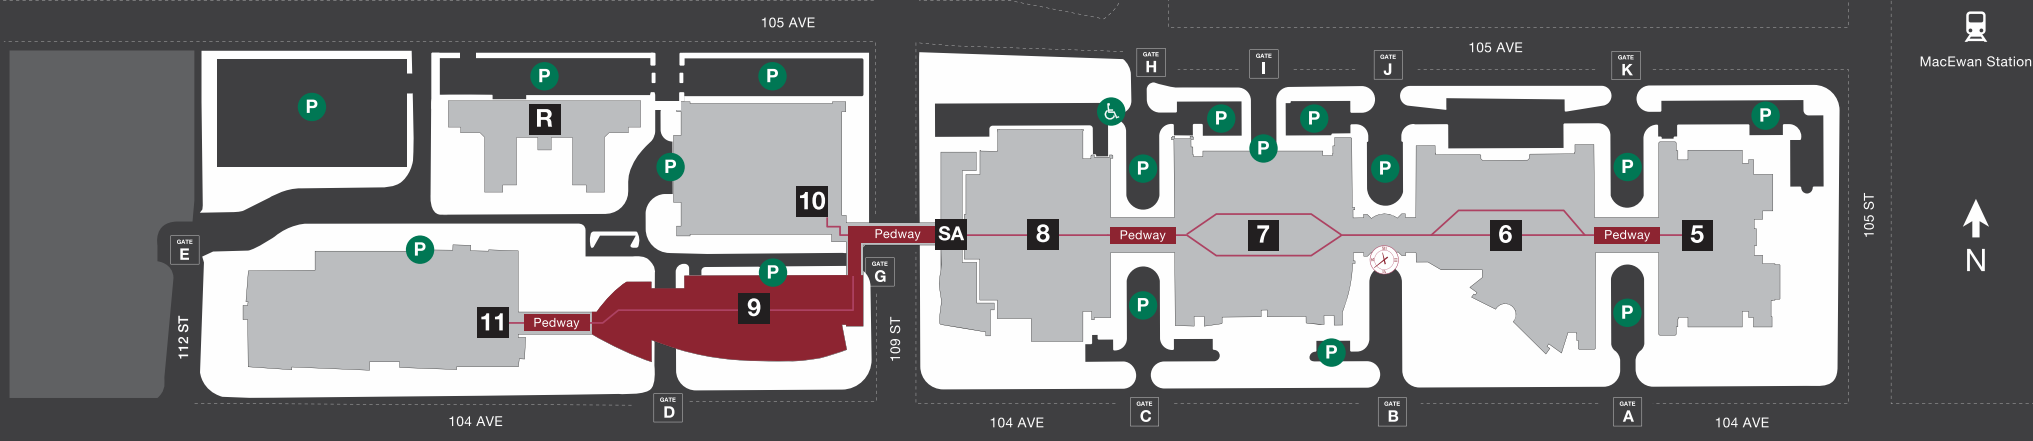 105 AVE
105 AVE
MacEwan Station
GATE
H
GATE
I
GATE
J
GATE
K
P
P
P
P
R
P
P
P
P
P
P
P
P
P
10
Pedway
SA
8
Pedway
7
6
Pedway
5
105 ST
N
GATE
E
P
P
GATE
G
9
11
Pedway
112 ST
109 ST
P
P
P
104 AVE
GATE
D
104 AVE
GATE
C
GATE
B
GATE
A
104 AVE